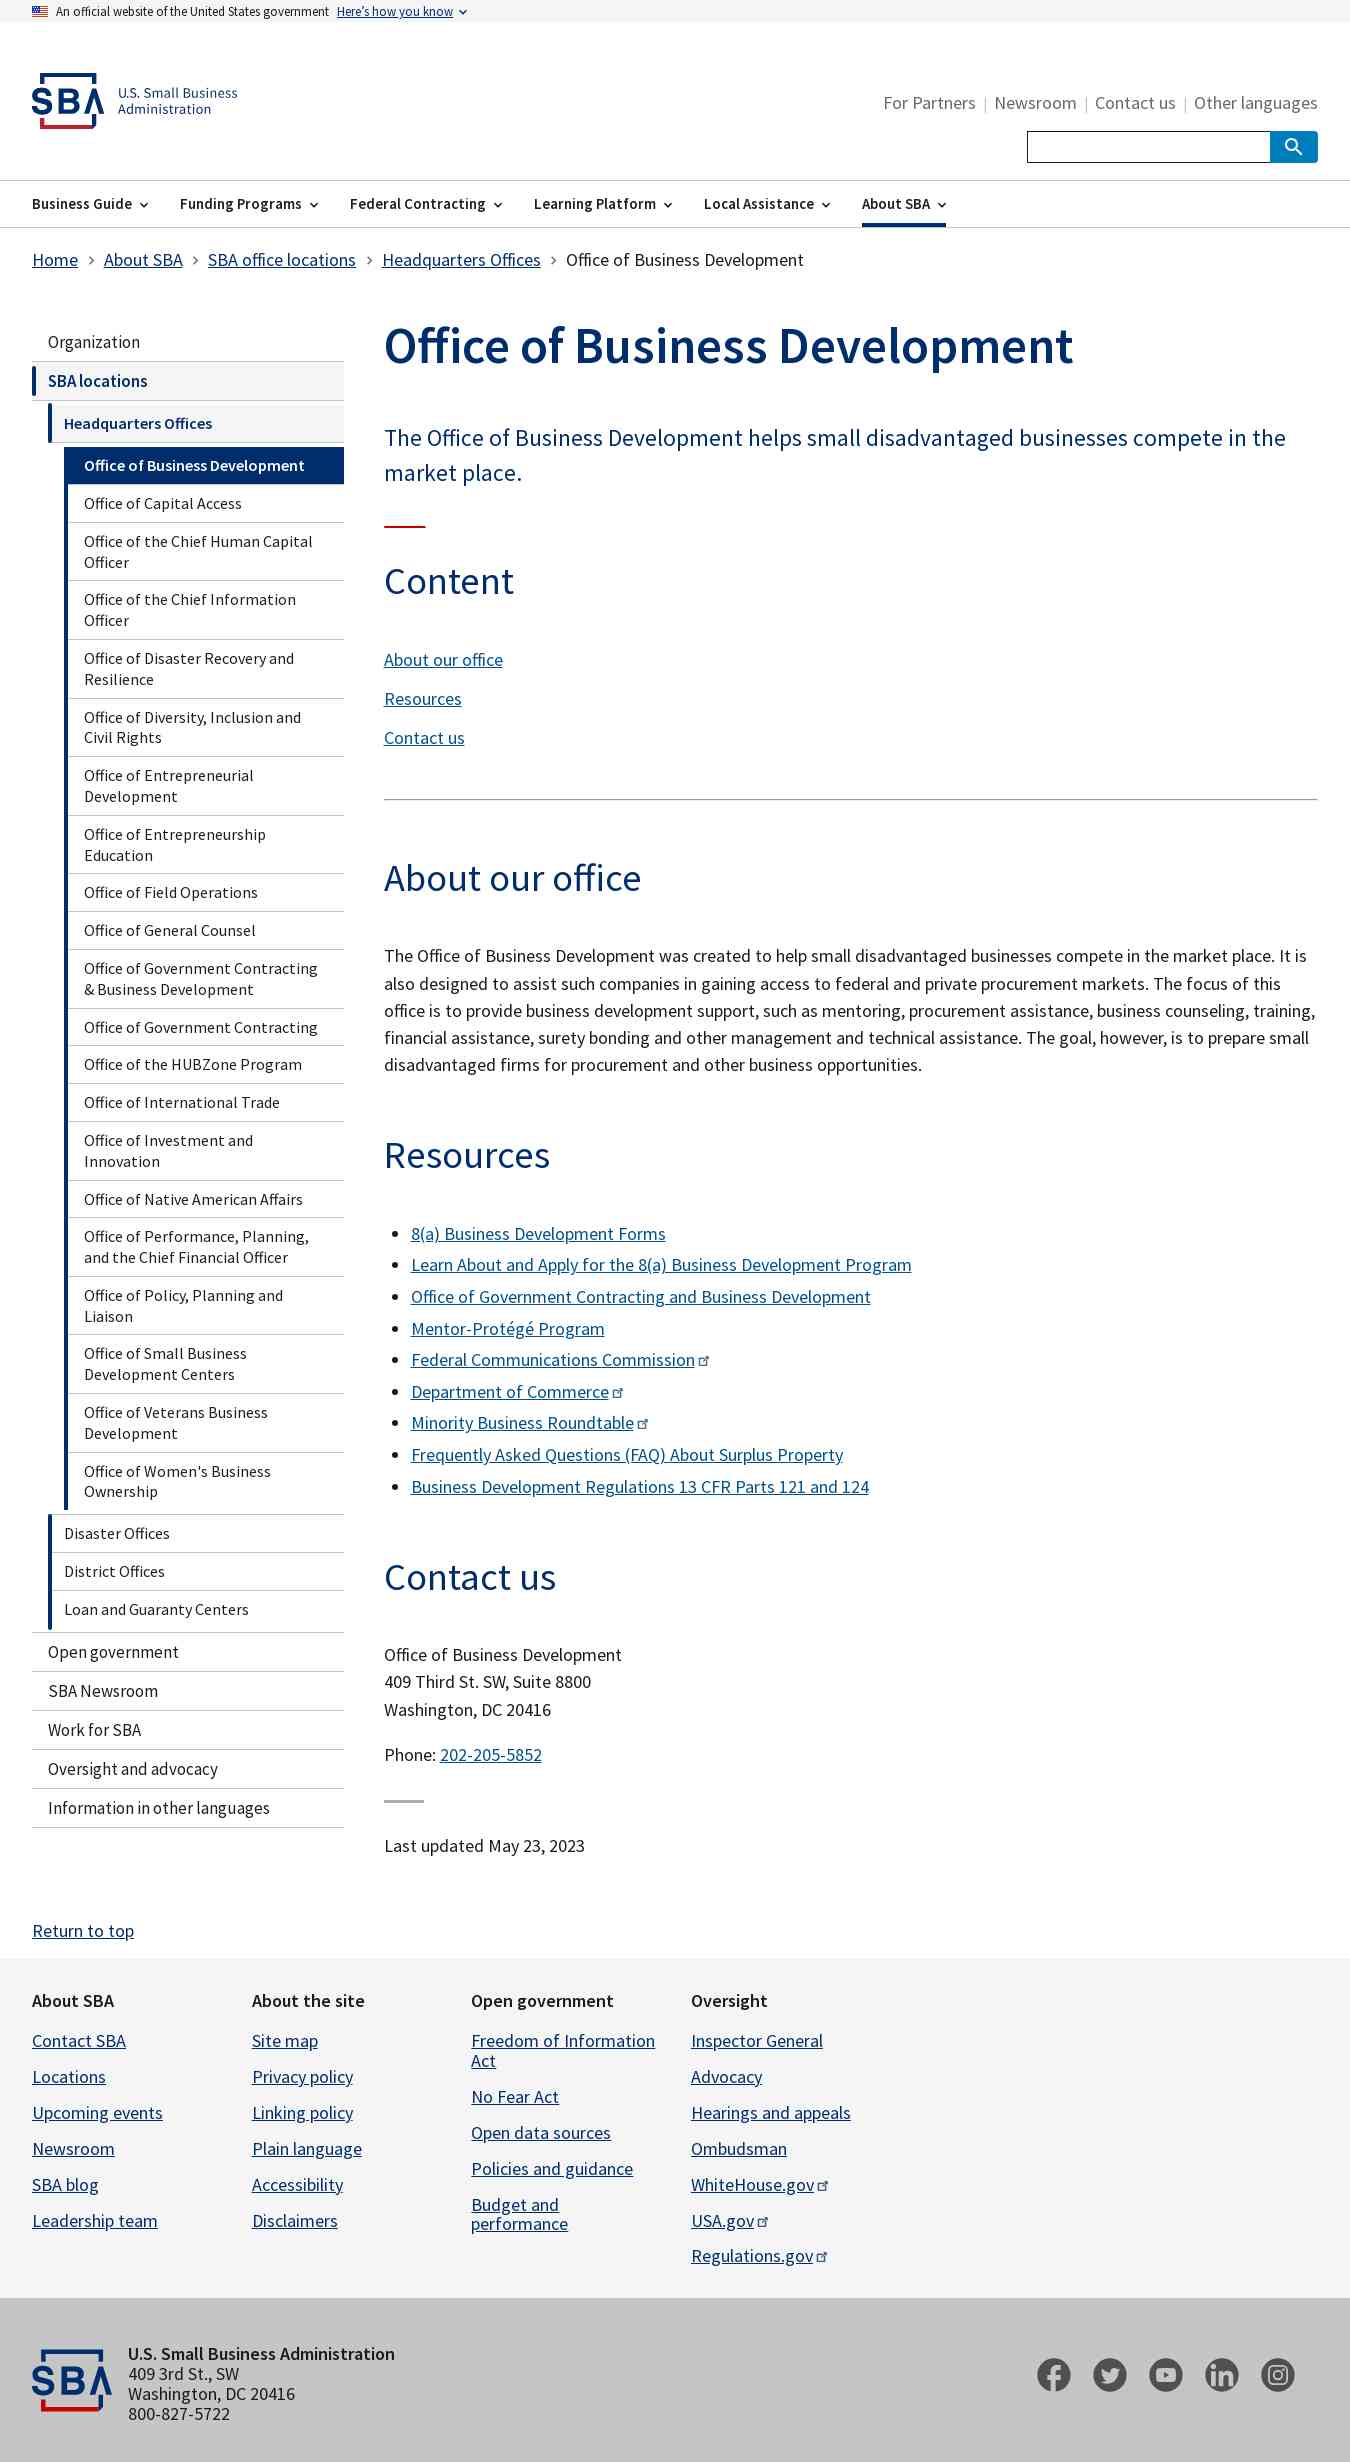 An official website of the United States government Here's how you know
SBA
U.S. Small Business
Administration
For Partners | Newsroom | Contact us | Other languages
Business Guide Funding Programs Federal Contracting Learning Platform Local Assistance About SBA
Home > About SBA > SBA office locations > Headquarters Offices > Office of Business Development
Organization
SBA locations
Headquarters Offices
Office of Business Development
Office of Capital Access
Office of the Chief Human Capital
Officer
Office of the Chief Information
Officer
Office of Disaster Recovery and
Resilience
Office of Diversity, Inclusion and
Civil Rights
Office of Entrepreneurial
Development
Office of Entrepreneurship
Education
Office of Field Operations
Office of General Counsel
Office of Government Contracting
& Business Development
Office of Government Contracting
Office of the HUBZone Program
Office of International Trade
Office of Investment and
Innovation
Office of Native American Affairs
Office of Performance, Planning,
and the Chief Financial Officer
Office of Policy, Planning and
Liaison
Office of Small Business
Development Centers
Office of Veterans Business
Development
Office of Women's Business
Ownership
Disaster Offices
District Offices
Loan and Guaranty Centers
Open government
SBA Newsroom
Work for SBA
Oversight and advocacy
Information in other languages
Office of Business Development
The Office of Business Development helps small disadvantaged businesses compete in the
market place.
Content
About our office
Resources
Contact us
About our office
The Office of Business Development was created to help small disadvantaged businesses compete in the market place. It is
also designed to assist such companies in gaining access to federal and private procurement markets. The focus of this
office is to provide business development support, such as mentoring, procurement assistance, business counseling, training,
financial assistance, surety bonding and other management and technical assistance. The goal, however, is to prepare small
disadvantaged firms for procurement and other business opportunities.
Resources
• 8(a) Business Development Forms
• Learn About and Apply for the 8(a) Business Development Program
• Office of Government Contracting and Business Development
• Mentor-Protégé Program
• Federal Communications Commission
• Department of Commerce
• Minority Business Roundtable
• Frequently Asked Questions (FAQ) About Surplus Property
• Business Development Regulations 13 CFR Parts 121 and 124
Contact us
Office of Business Development
409 Third St. SW, Suite 8800
Washington, DC 20416
Phone: 202-205-5852
Last updated May 23, 2023
Return to top
About SBA
Contact SBA
Locations
Upcoming events
Newsroom
SBA blog
Leadership team
About the site
Site map
Privacy policy
Linking policy
Plain language
Accessibility
Disclaimers
Open government
Freedom of Information
Act
No Fear Act
Open data sources
Policies and guidance
Budget and
performance
Oversight
Inspector General
Advocacy
Hearings and appeals
Ombudsman
WhiteHouse.gov
USA.gov
Regulations.gov
SBA
U.S. Small Business Administration
409 3rd St., SW
Washington, DC 20416
800-827-5722